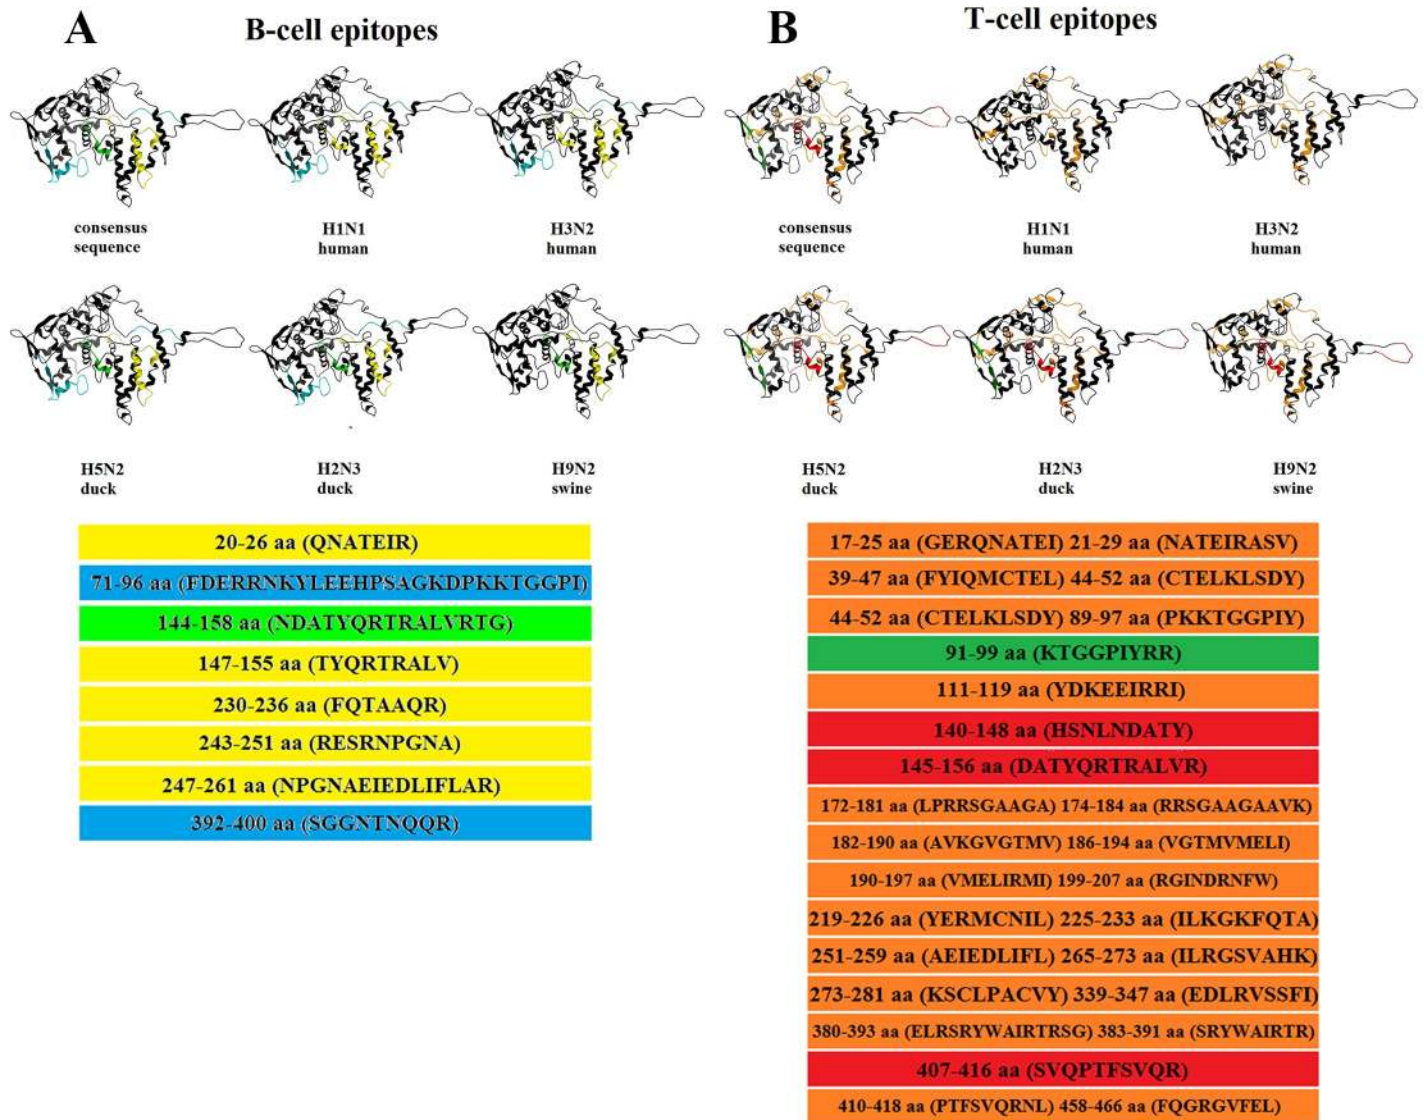 A
B-cell epitopes
B
T-cell epitopes
consensus
sequence
H1N1
human
H3N2
human
consensus
sequence
H1N1
human
H3N2
human
H5N2
duck
H2N3
duck
H9N2
swine
H5N2
duck
H2N3
duck
H9N2
swine
20-26 aa (QNATEIR)
71-96 aa (FDERRNKYLEEHPSAGKDPKKTGGPI)
144-158 aa (NDATYQRTRALVRTG)
147-155 aa (TYQRTRALV)
230-236 aa (FQTAAQR)
243-251 aa (RESRNPGNA)
247-261 aa (NPGNAEIEDLIFLAR)
392-400 aa (SGGNTNQQR)
17-25 aa (GERQNATEI) 21-29 aa (NATEIRASV)
39-47 aa (FYIQMCTEL) 44-52 aa (CTELKLSDY)
44-52 aa (CTELKLSDY) 89-97 aa (PKKTGGPIY)
91-99 aa (KTGGPIYRR)
111-119 aa (YDKEEIRRI)
140-148 aa (HSNLNDATY)
145-156 aa (DATYQRTRALVR)
172-181 aa (LPRRSGAAGA) 174-184 aa (RRSGAAGAAVK)
182-190 aa (AVKGVGTMV) 186-194 aa (VGTMVMELI)
190-197 aa (VMELIRMI) 199-207 aa (RGINDRNFW)
219-226 aa (YERMCNIL) 225-233 aa (ILKGKFQTA)
251-259 aa (AEIEDLIFL) 265-273 aa (ILRGSVAHK)
273-281 aa (KSCLPACVY) 339-347 aa (EDLRVSSFI)
380-393 aa (ELRSRYWAIRTRSG) 383-391 aa (SRYWAIRTR)
407-416 aa (SVQPTFSVQR)
410-418 aa (PTFSVQRNL) 458-466 aa (FQGRGVFEL)